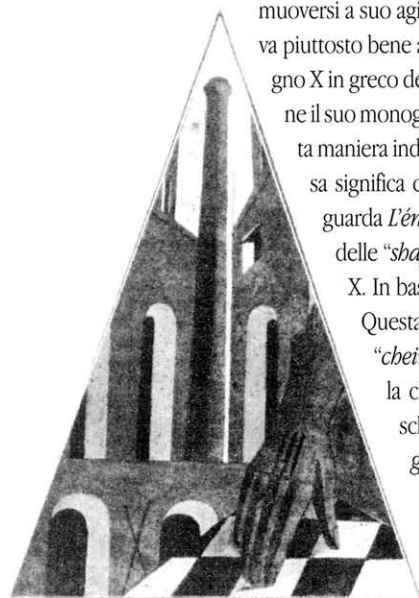 muoversi a suo agi
va piuttosto bene a
gno X in greco de
ne il suo monog
ta maniera ind
sa significa
guarda L'én
delle “sha
X. In bas
Questa
“chei
la c
scl
g